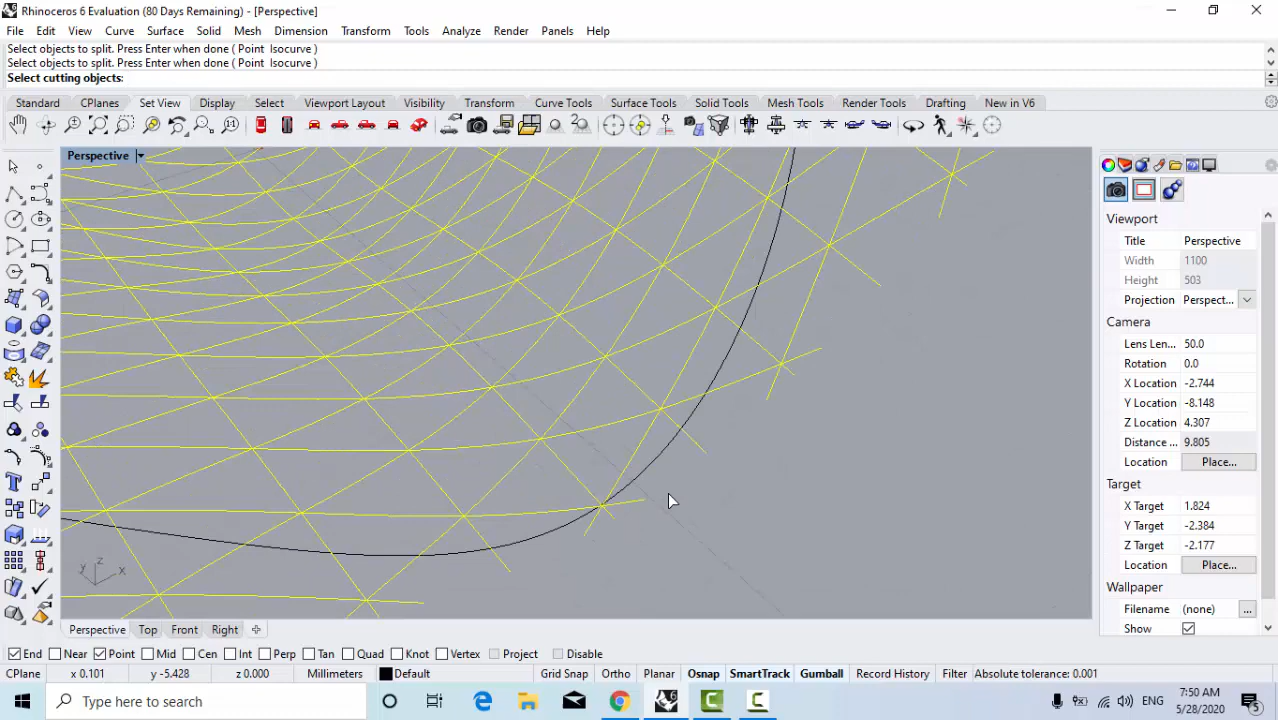 Rhinoceros 6 Evaluation (80 Days Remaining) - [Perspective]
File Edit View Curve Surface Solid Mesh Dimension Transform Tools Analyze Render Panels Help
Select objects to split. Press Enter when done ( Point Isocurve )
Select objects to split. Press Enter when done ( Point Isocurve )
Select cutting objects:
Standard CPlanes Set View Display Select Viewport Layout Visibility Transform Curve Tools Surface Tools Solid Tools Mesh Tools Render Tools Drafting New in V6
Perspective
Viewport
Title Perspective
Width 1100
Height 503
Projection Perspect...
Camera
Lens Len... 50.0
Rotation 0.0
X Location -2.744
Y Location -8.148
Z Location 4.307
Distance ... 9.805
Location Place...
Target
X Target 1.824
Y Target -2.384
Z Target -2.177
Location Place...
Wallpaper
Filename (none) ...
Show
z
y x
Perspective Top Front Right
End Near Point Mid Cen Int Perp Tan Quad Knot Vertex Project Disable
CPlane x 0.101 y -5.428 z 0.000 Millimeters Default Grid Snap Ortho Planar Osnap SmartTrack Gumball Record History Filter Absolute tolerance: 0.001
Type here to search
ENG
7:50 AM
5/28/2020
5